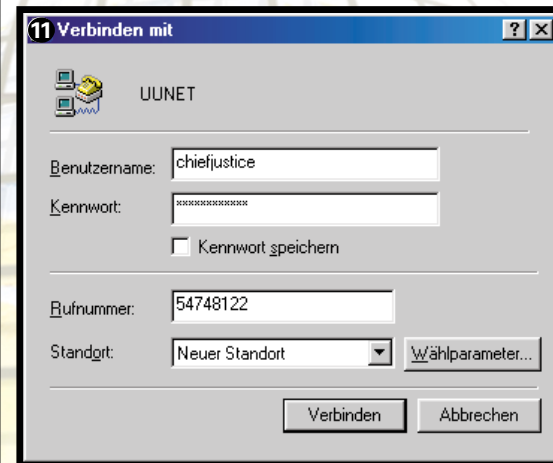 11 Verbinden mit
UUNET
Benutzername: chiefjustice
Kennwort: ************
Kennwort speichern
Rufnummer: 54748122
Standort: Neuer Standort Wählparameter...
Verbinden Abbrechen